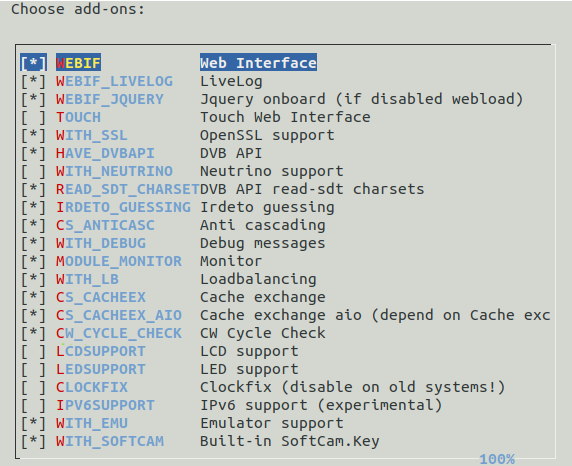 Choose add-ons:
[*] WEBIF Web Interface
[*] WEBIF_LIVELOG LiveLog
[*] WEBIF_JQUERY Jquery onboard (if disabled webload)
[ ] TOUCH Touch Web Interface
[*] WITH_SSL OpenSSL support
[*] HAVE_DVBAPI DVB API
[ ] WITH_NEUTRINO Neutrino support
[*] READ_SDT_CHARSETDVB API read-sdt charsets
[*] IRDETO_GUESSING Irdeto guessing
[*] CS_ANTICASC Anti cascading
[*] WITH_DEBUG Debug messages
[*] MODULE_MONITOR Monitor
[*] WITH_LB Loadbalancing
[*] CS_CACHEEX Cache exchange
[*] CS_CACHEEX_AIO Cache exchange aio (depend on Cache exc
[*] CW_CYCLE_CHECK CW Cycle Check
[ ] LCDSUPPORT LCD support
[ ] LEDSUPPORT LED support
[ ] CLOCKFIX Clockfix (disable on old systems!)
[ ] IPV6SUPPORT IPv6 support (experimental)
[*] WITH_EMU Emulator support
[*] WITH_SOFTCAM Built-in SoftCam.Key
100%